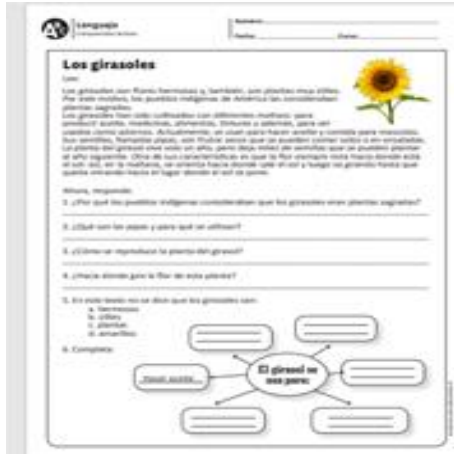 Lenguaje
Nombre:
Fecha: Curso:
Los girasoles
Lee:
Los girasoles son flores hermosas y, también, son plantas muy útiles.
Por este motivo, los pueblos indígenas de América las consideraban
plantas sagradas.
Los girasoles han sido cultivados con diferentes motivos: para
producir aceite, medicinas, alimentos, tinturas y además, para ser
usados como adornos. Actualmente, se usan para hacer aceite y comida para mascotas.
Sus semillas, llamadas pipas, son frutos secos que se pueden comer solos o en ensaladas.
La planta del girasol vive solo un año, pero deja miles de semillas que se pueden plantar
al año siguiente. Otra de sus características es que la flor siempre mira hacia donde está
el sol: así, en la mañana, se orienta hacia donde sale el sol y luego va girando hasta que
queda mirando hacia el lugar donde el sol se pone.
Ahora, responde:
1. ¿Por qué los pueblos indígenas consideraban que los girasoles eran plantas sagradas?
2. ¿Qué son las pipas y para qué se utilizan?
3. ¿Cómo se reproduce la planta del girasol?
4. ¿Hacia dónde gira la flor de esta planta?
5. En este texto no se dice que los girasoles son:
a. hermosos
b. útiles
c. plantas
d. amarillos
6. Completa:
El girasol se
usa para:
Hacer aceite